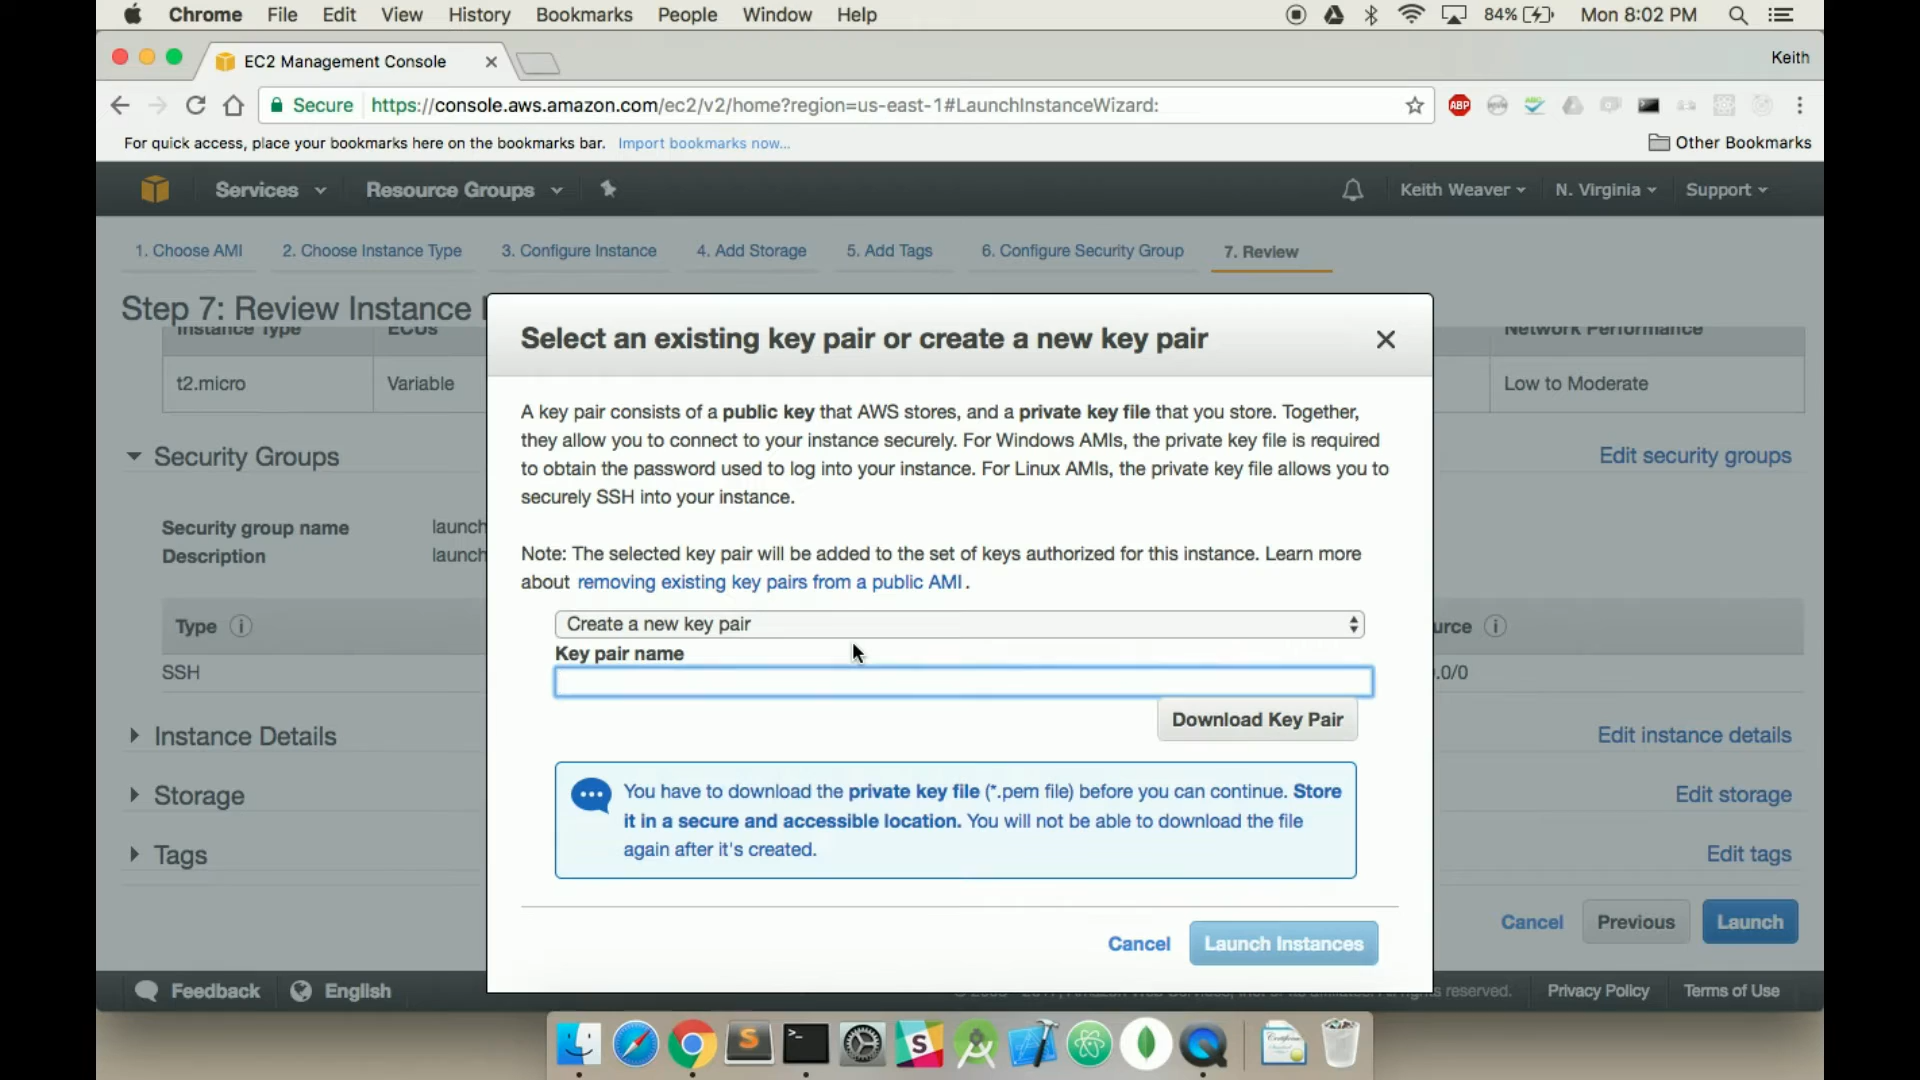 Chrome File Edit View History Bookmarks People Window Help 84% Mon 8:02 PM
EC2 Management Console Keith
Secure https://console.aws.amazon.com/ec2/v2/home?region=us-east-1#LaunchInstanceWizard: ABP
For quick access, place your bookmarks here on the bookmarks bar. Import bookmarks now... Other Bookmarks
Services Resource Groups Keith Weaver N. Virginia Support
1. Choose AMI 2. Choose Instance Type 3. Configure Instance 4. Add Storage 5. Add Tags 6. Configure Security Group 7. Review
Step 7: Review Instance
Instance Type ECUs Network Performance
t2.micro Variable Low to Moderate
Security Groups Edit security groups
Security group name launch
Description launch
Type i urce i
SSH .0/0
Instance Details Edit instance details
Storage Edit storage
Tags Edit tags
Cancel Previous Launch
Select an existing key pair or create a new key pair
A key pair consists of a public key that AWS stores, and a private key file that you store. Together,
they allow you to connect to your instance securely. For Windows AMIs, the private key file is required
to obtain the password used to log into your instance. For Linux AMIs, the private key file allows you to
securely SSH into your instance.
Note: The selected key pair will be added to the set of keys authorized for this instance. Learn more
about removing existing key pairs from a public AMI .
Create a new key pair
Key pair name
Download Key Pair
You have to download the private key file (*.pem file) before you can continue. Store
it in a secure and accessible location. You will not be able to download the file
again after it's created.
Cancel Launch Instances
Feedback English reserved. Privacy Policy Terms of Use